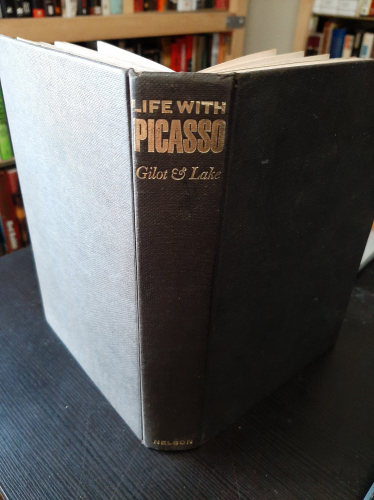 LIFE WITH
PICASSO
Gilot & Lake
NELSON